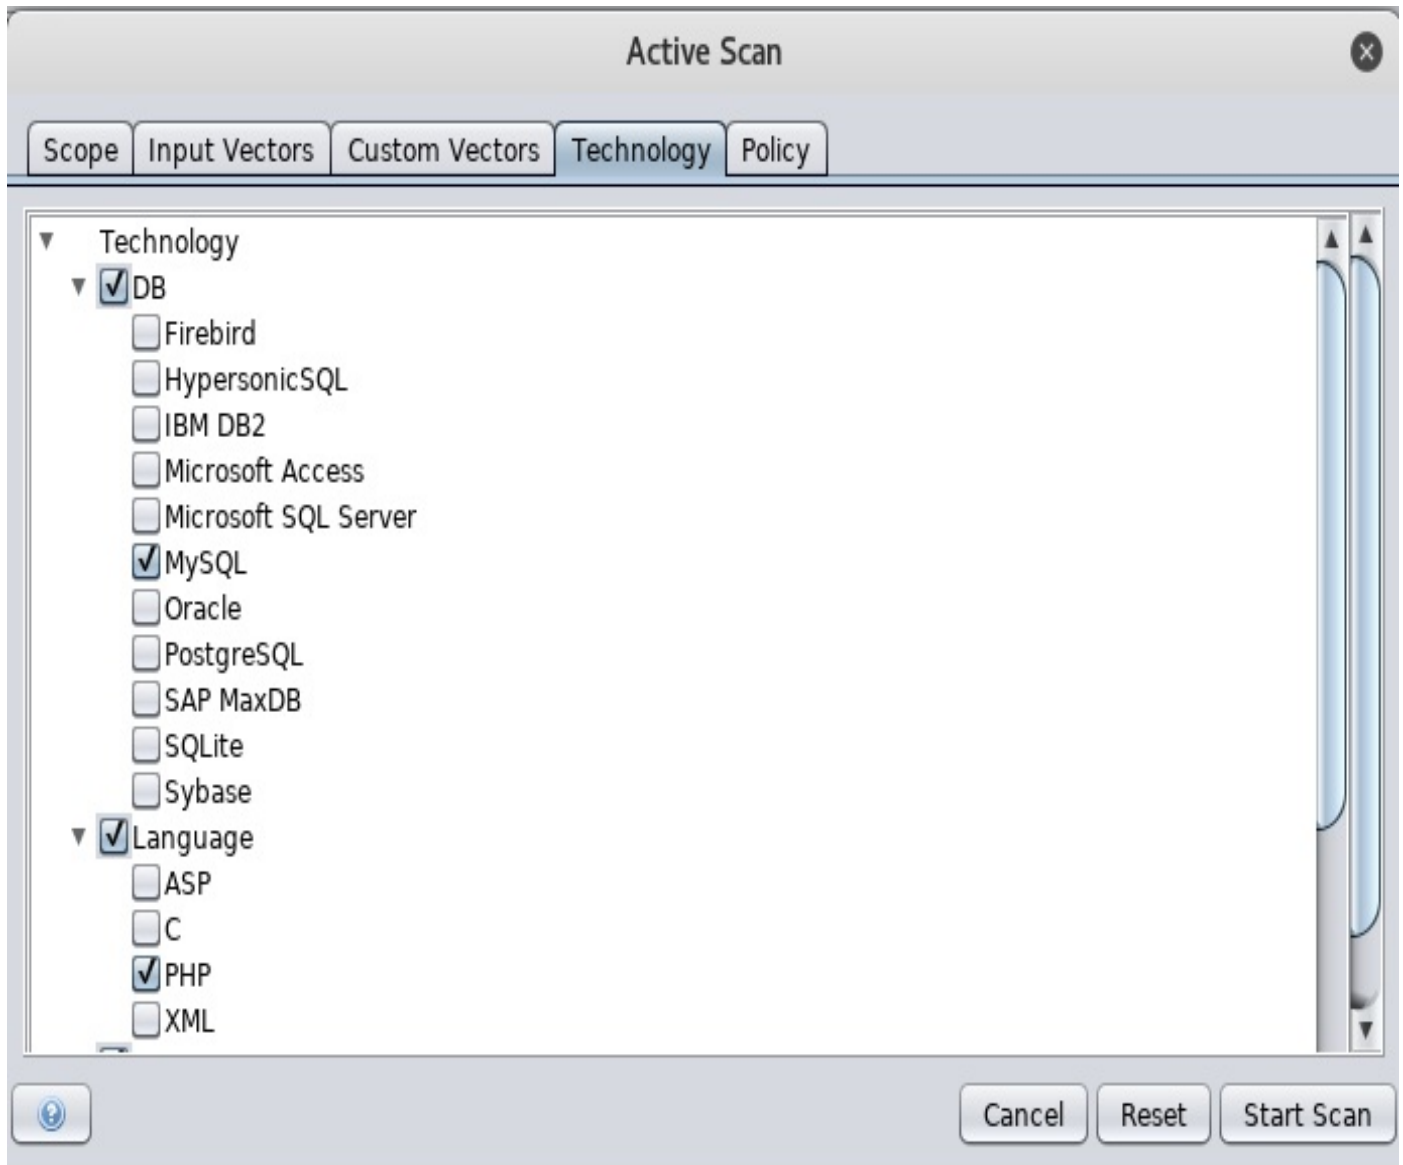 Active Scan
Scope Input Vectors Custom Vectors Technology Policy
Technology
DB
Firebird
HypersonicSQL
IBM DB2
Microsoft Access
Microsoft SQL Server
MySQL
Oracle
PostgreSQL
SAP MaxDB
SQLite
Sybase
Language
ASP
C
PHP
XML
Cancel Reset Start Scan